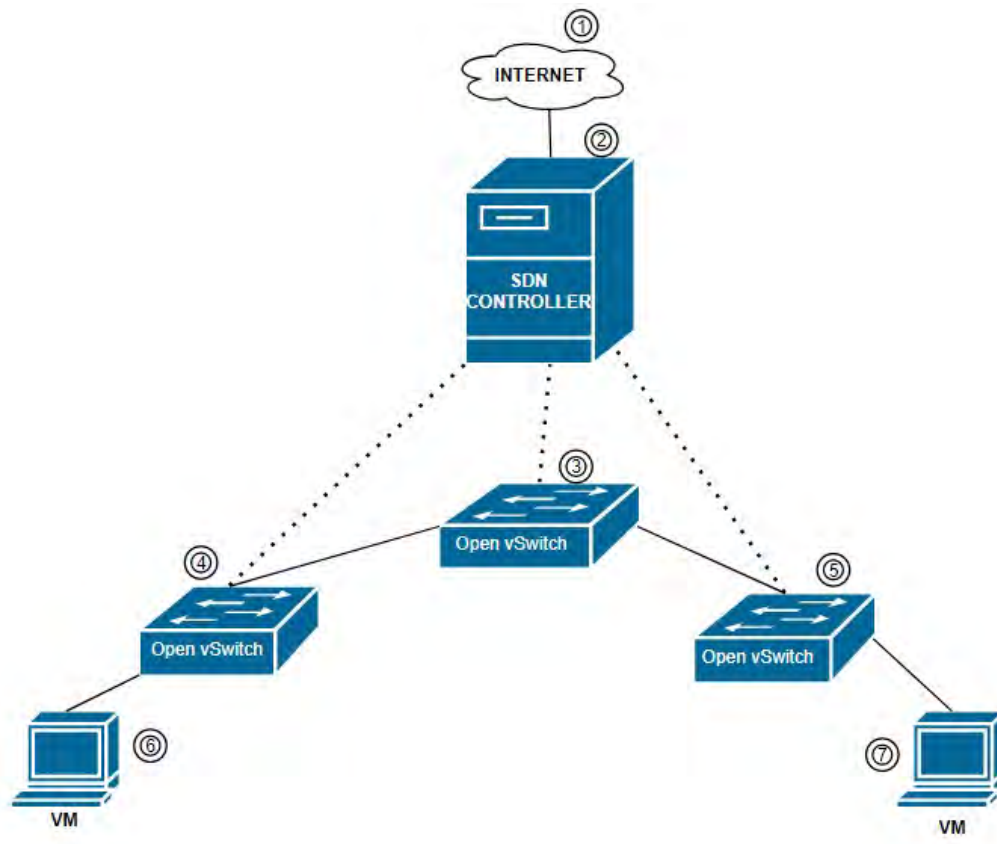 ①
INTERNET
②
SDN
CONTROLLER
③
Open vSwitch
④
Open vSwitch
⑤
Open vSwitch
⑥
VM
⑦
VM